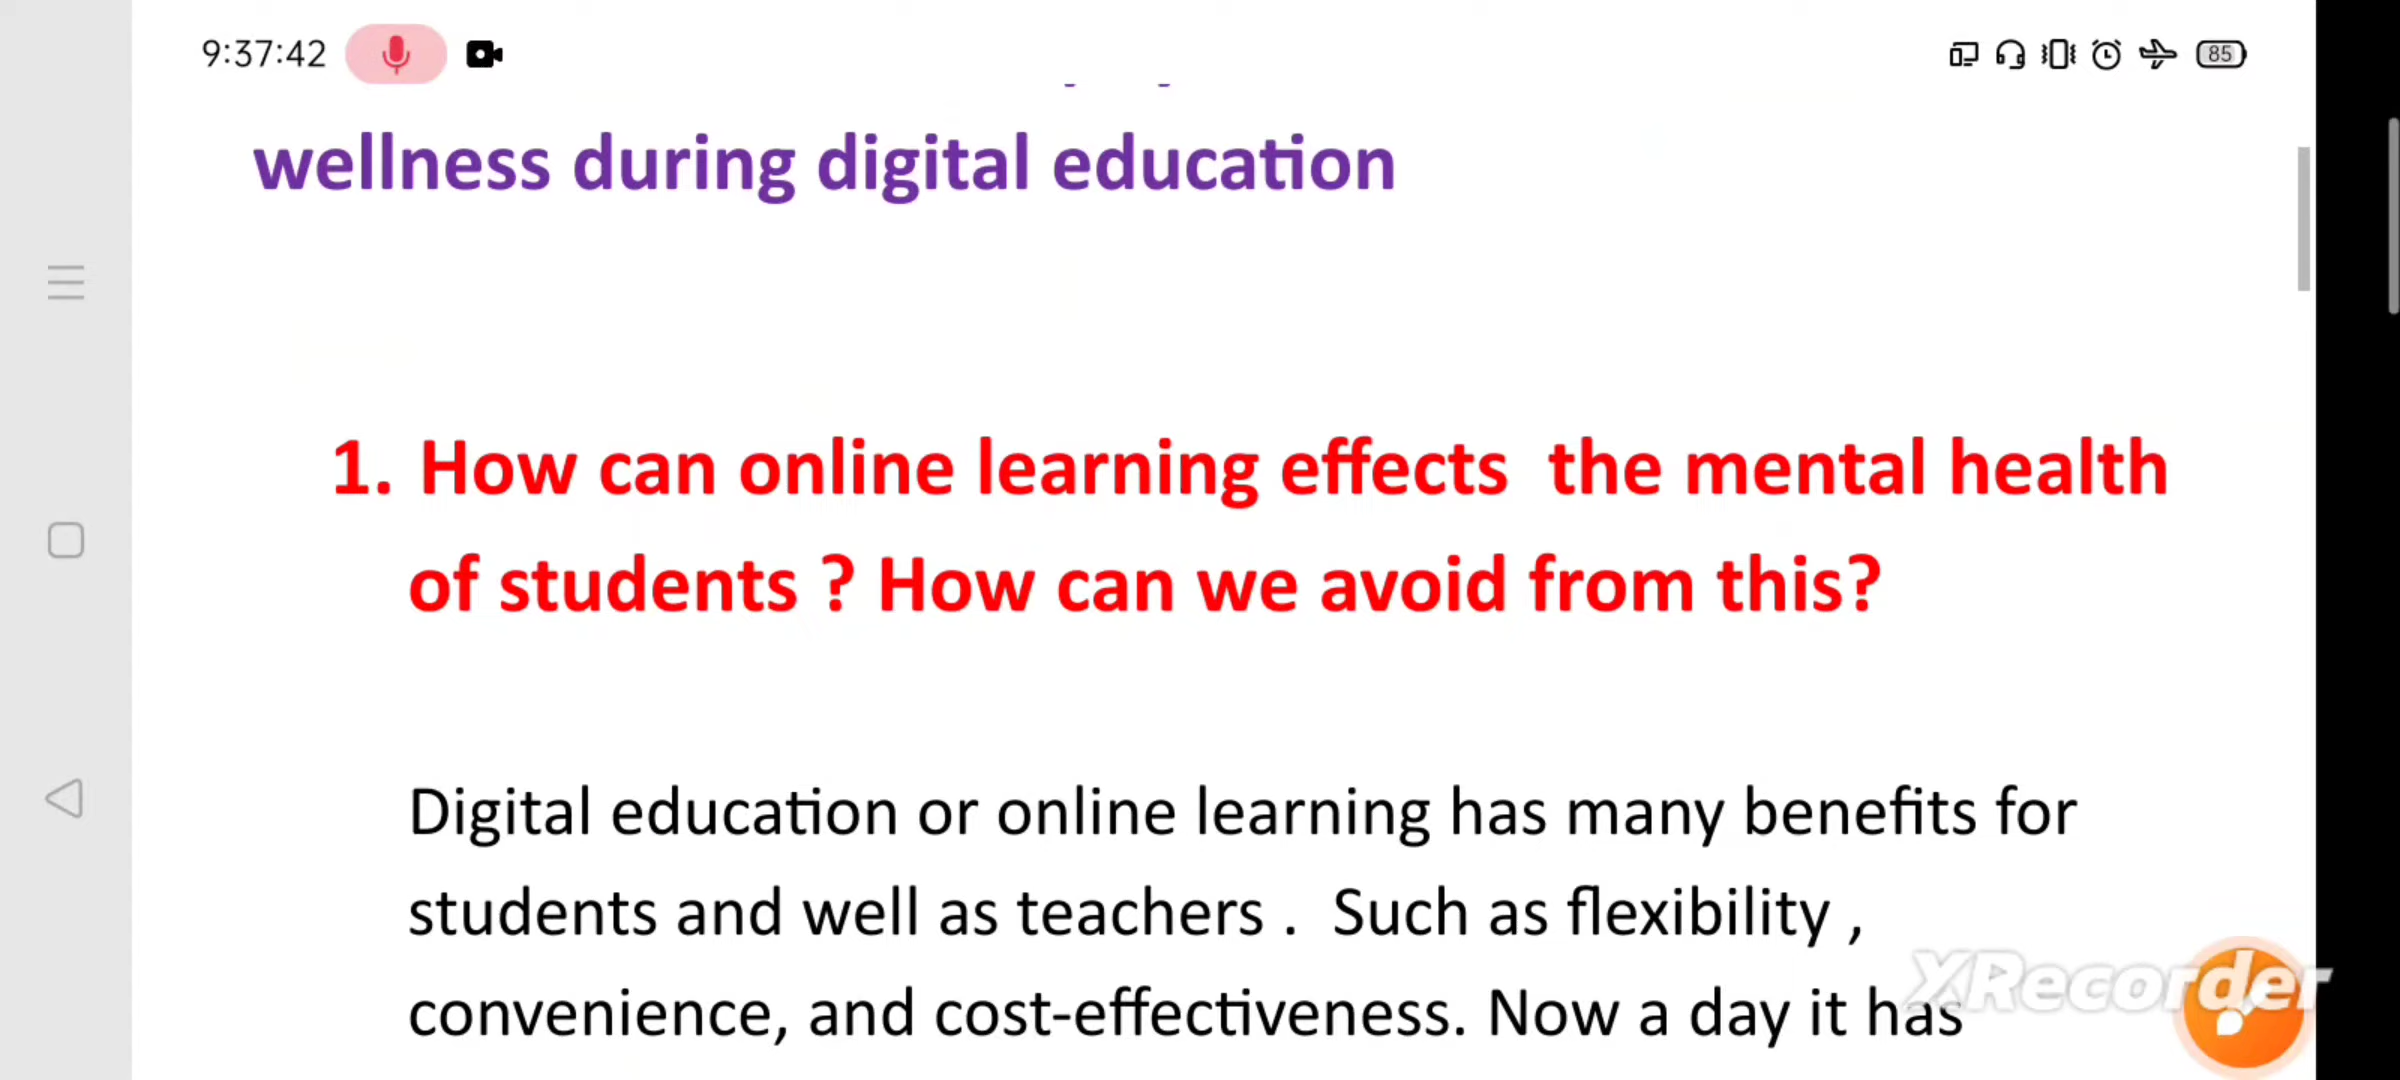 9:37:42
85
wellness during digital education
1. How can online learning effects the mental health
of students ? How can we avoid from this?
Digital education or online learning has many benefits for
students and well as teachers . Such as flexibility ,
convenience, and cost-effectiveness. Now a day it has
XRecorder